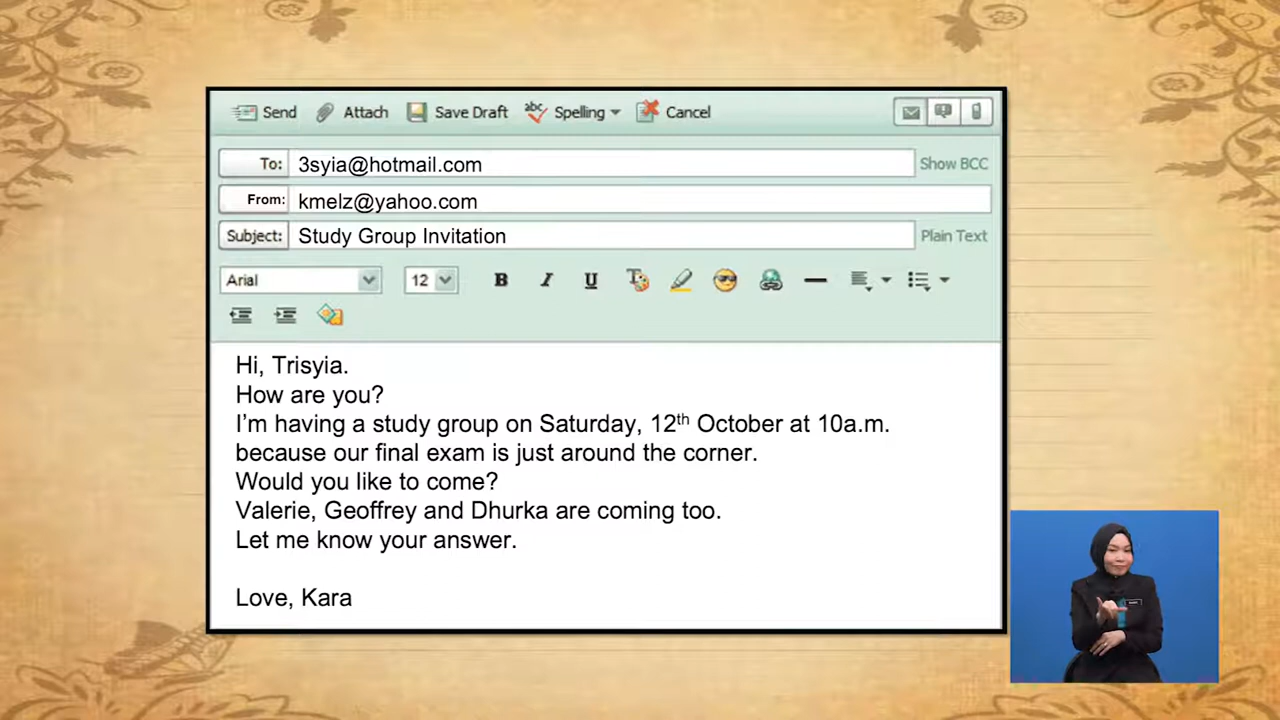 Send Attach Save Draft abc Spelling Cancel
To: 3syia@hotmail.com Show BCC
From: kmelz@yahoo.com
Subject: Study Group Invitation Plain Text
Arial 12 B I U T
Hi, Trisyia.
How are you?
I'm having a study group on Saturday, 12th October at 10a.m.
because our final exam is just around the corner.
Would you like to come?
Valerie, Geoffrey and Dhurka are coming too.
Let me know your answer.
Love, Kara